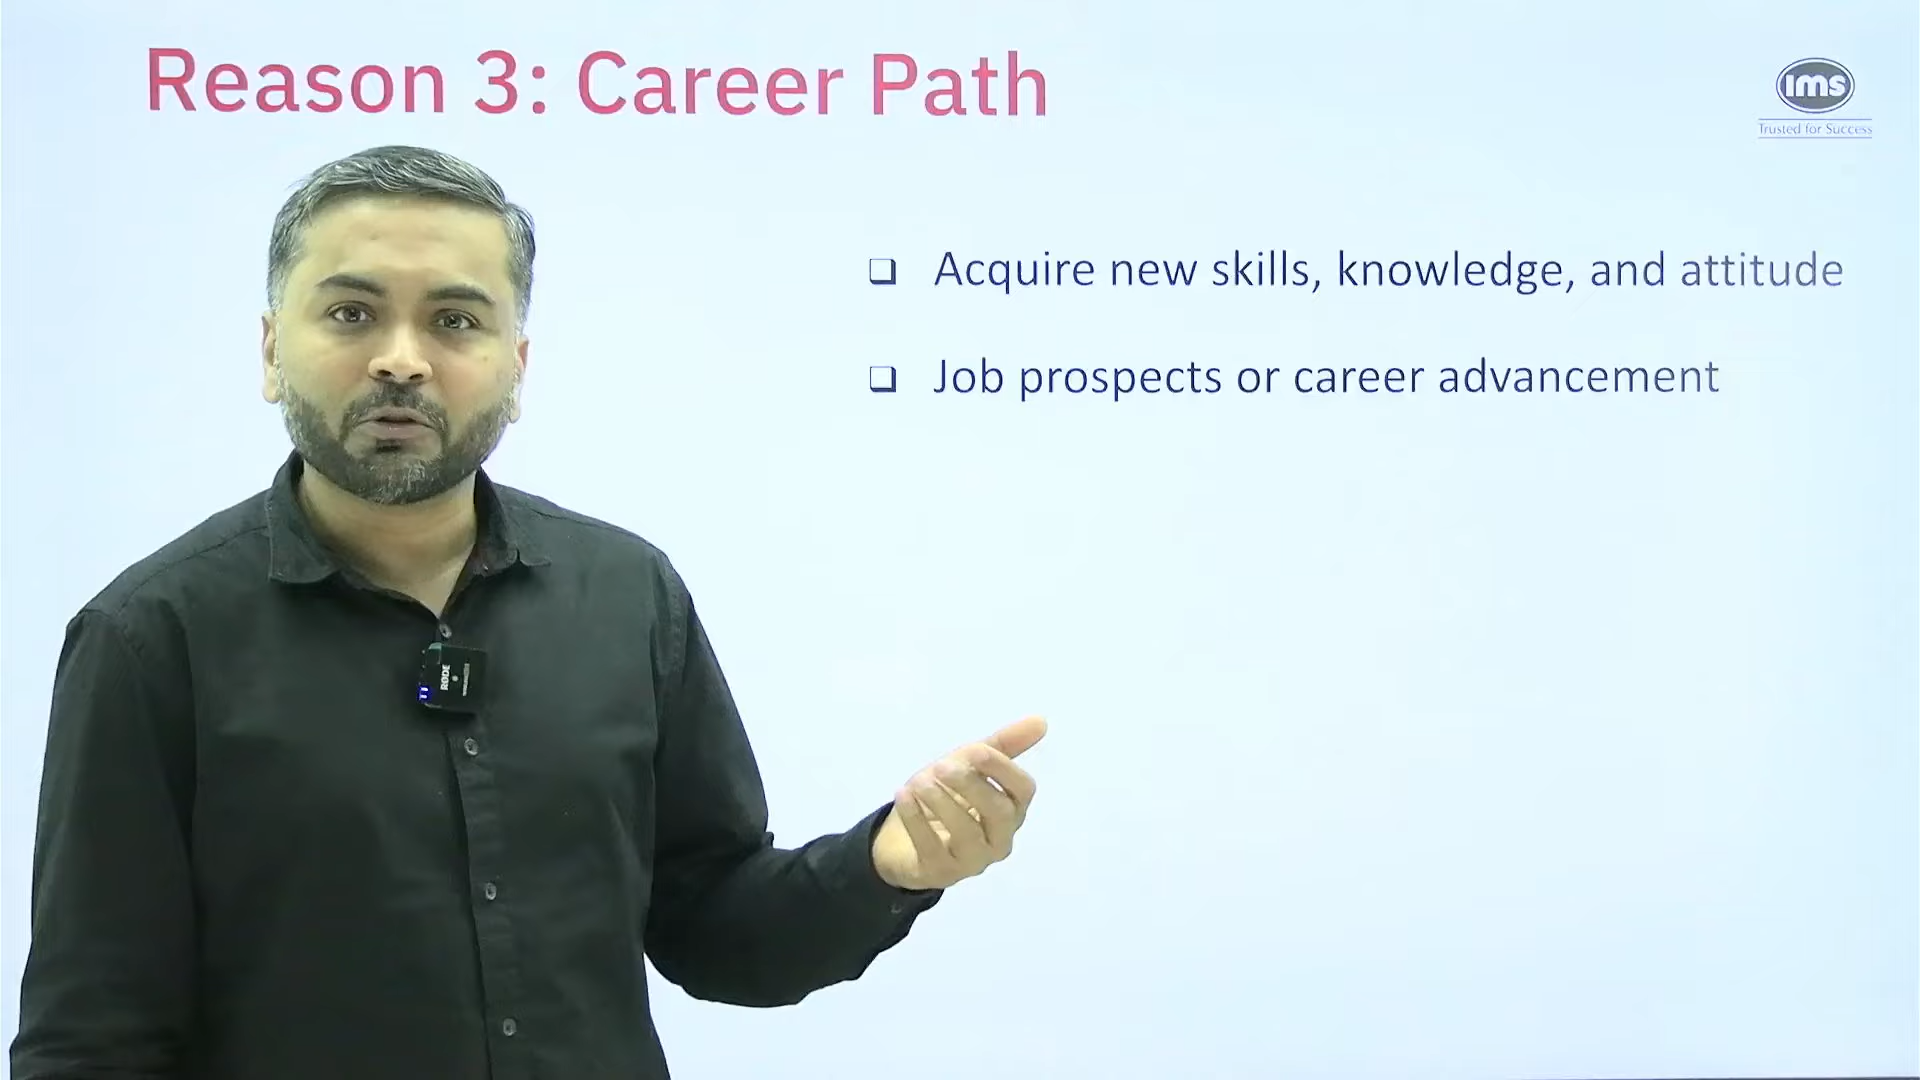 Reason 3: Career Path
ims
Trusted for Success
Acquire new skills, knowledge, and attitude
Job prospects or career advancement
RODE